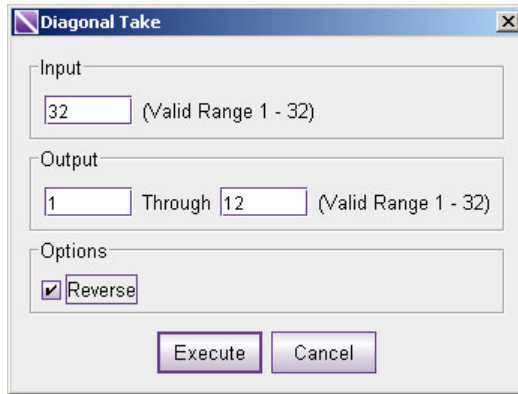 Diagonal Take
Input
32 (Valid Range 1 - 32)
Output
1 Through 12 (Valid Range 1 - 32)
Options
Reverse
Execute Cancel